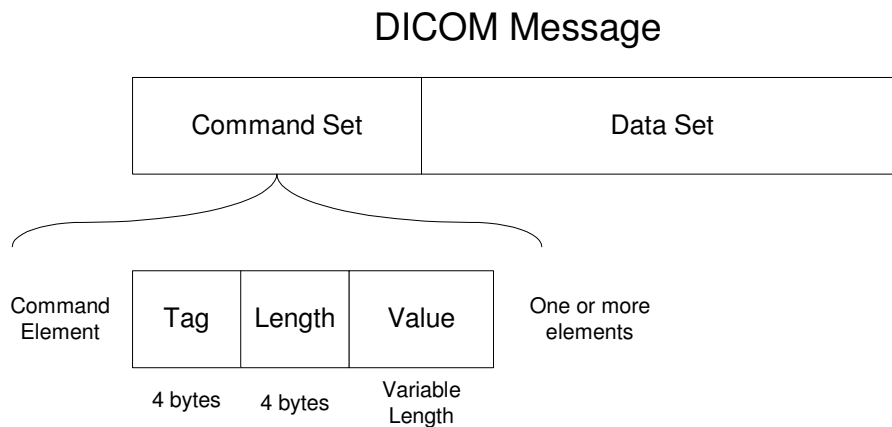 DICOM Message
Command Set
Data Set
Command
Element
Tag
Length
Value
One or more
elements
4 bytes
4 bytes
Variable
Length